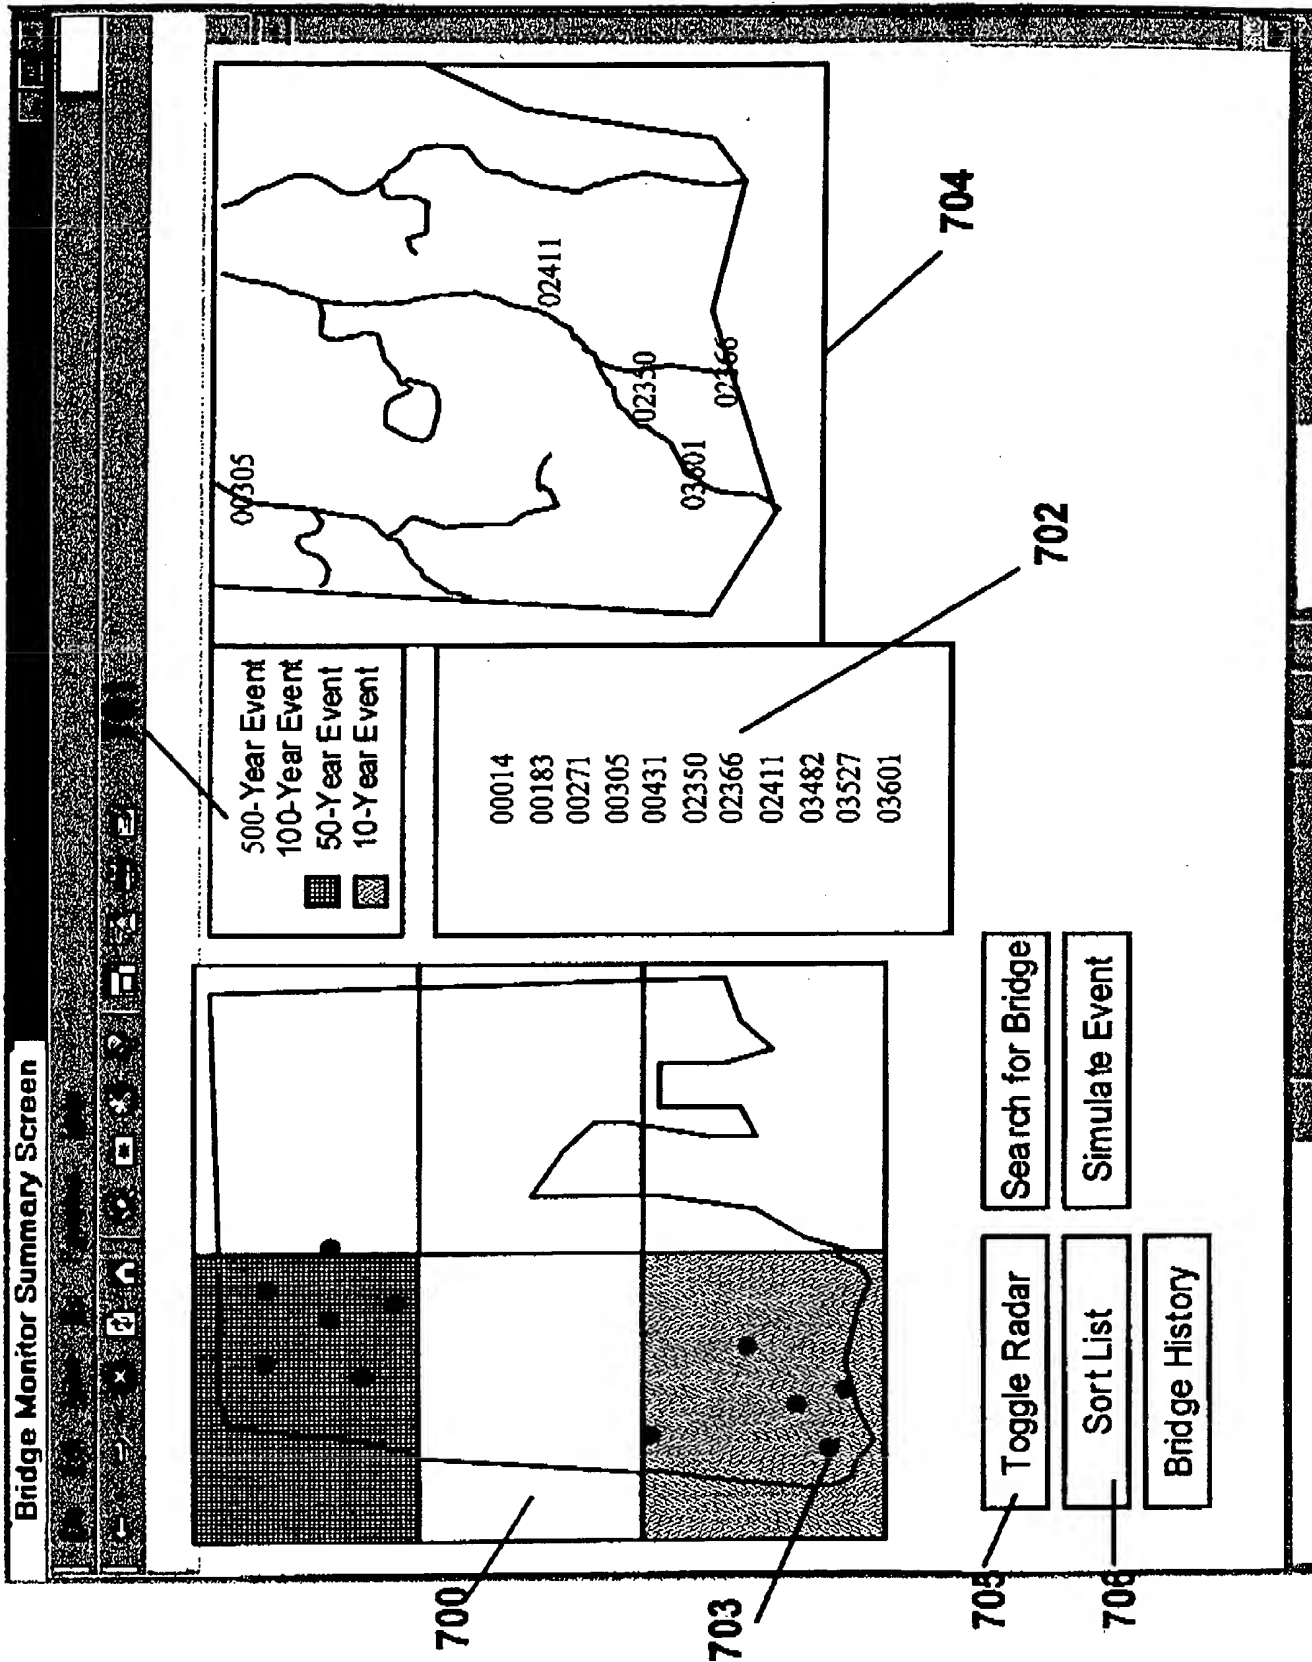 Bridge Monitor Summary Screen
500-Year Event
100-Year Event
50-Year Event
10-Year Event
00014
00183
00271
00305
00431
02350
02366
02411
03482
03527
03601
00305
02411
02350
02366
03601
Toggle Radar
Search for Bridge
Sort List
Simulate Event
Bridge History
700
702
703
704
705
706